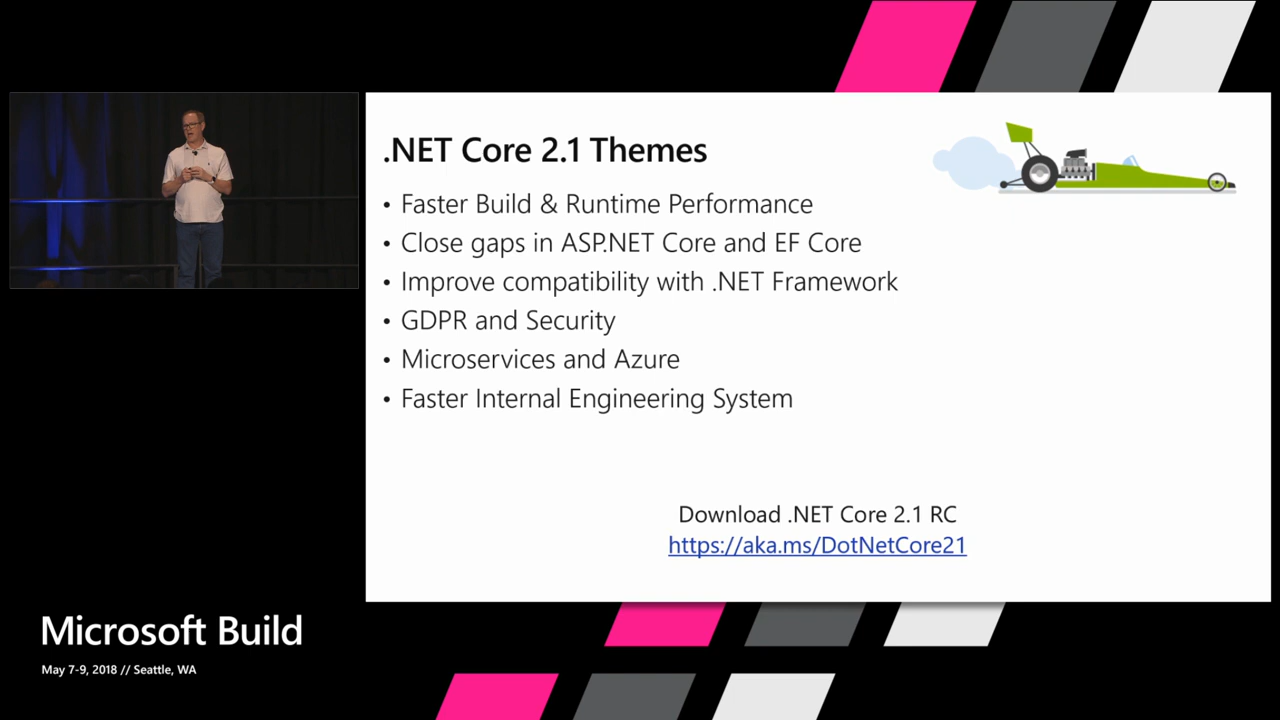 .NET Core 2.1 Themes
• Faster Build & Runtime Performance
• Close gaps in ASP.NET Core and EF Core
• Improve compatibility with .NET Framework
• GDPR and Security
• Microservices and Azure
• Faster Internal Engineering System
Download .NET Core 2.1 RC
https://aka.ms/DotNetCore21
Microsoft Build
May 7-9, 2018 // Seattle, WA